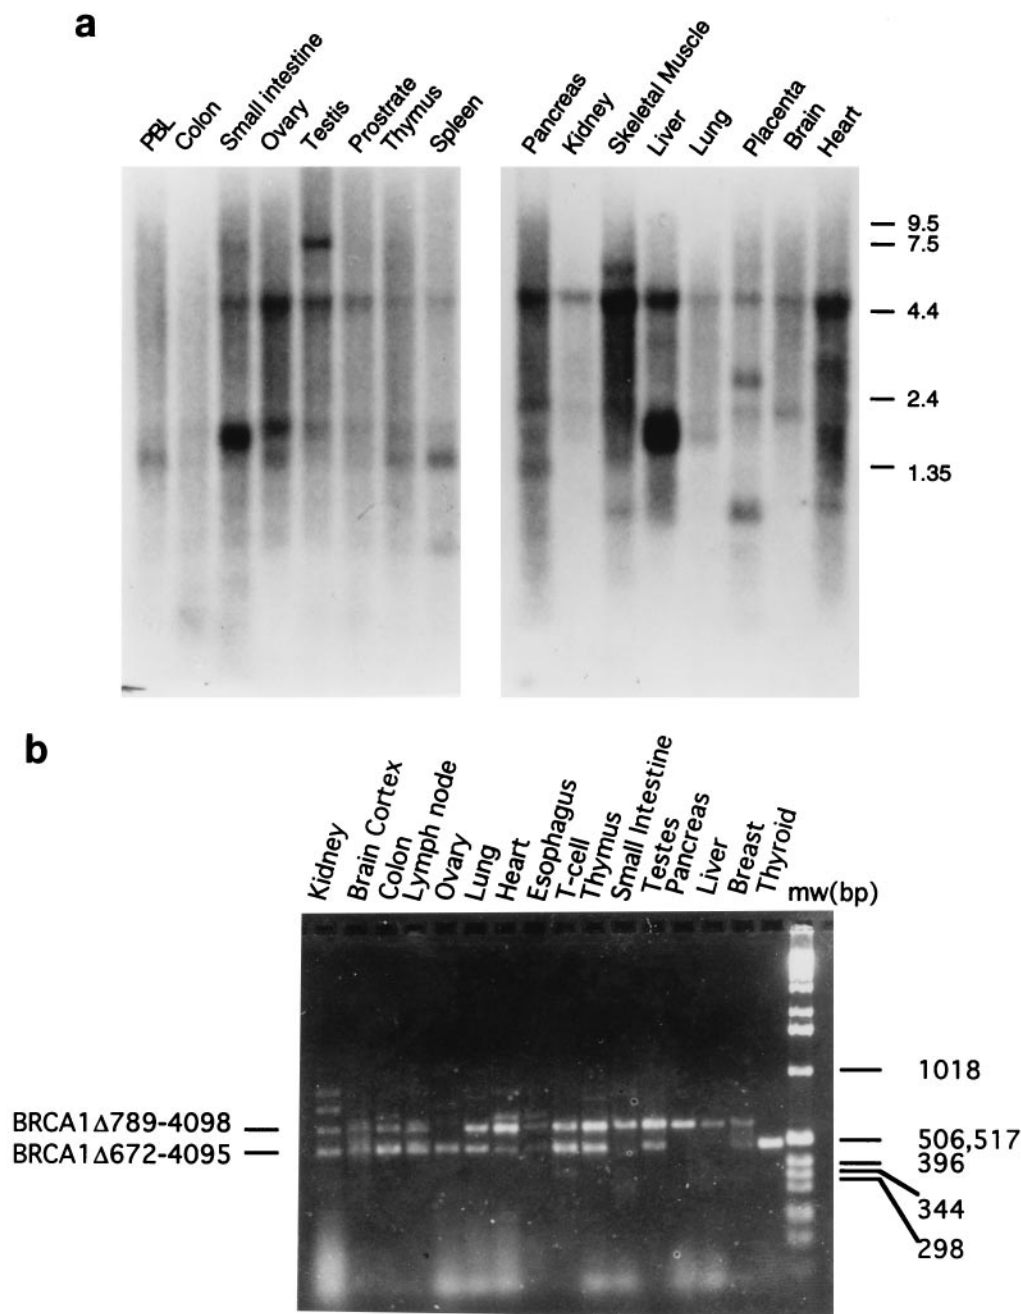 a
PBL
Colon
Small intestine
Ovary
Testis
Prostrate
Thymus
Spleen
Pancreas
Kidney
Skeletal Muscle
Liver
Lung
Placenta
Brain
Heart
9.5
7.5
4.4
2.4
1.35
b
Kidney
Brain Cortex
Colon
Lymph node
Ovary
Lung
Heart
Esophagus
T-cell
Thymus
Small Intestine
Testes
Pancreas
Liver
Breast
Thyroid
mw(bp)
BRCA1Δ789-4098
BRCA1Δ672-4095
1018
506,517
396
344
298